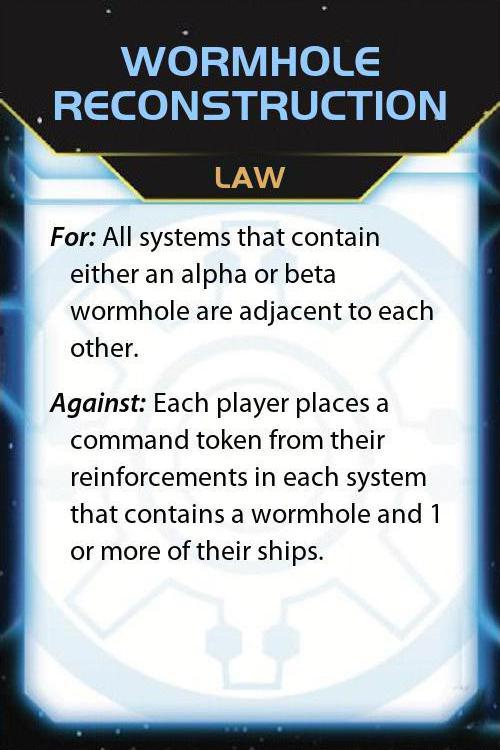 WORMHOLE
RECONSTRUCTION
LAW
For: All systems that contain
either an alpha or beta
wormhole are adjacent to each
other.
Against: Each player places a
command token from their
reinforcements in each system
that contains a wormhole and 1
or more of their ships.